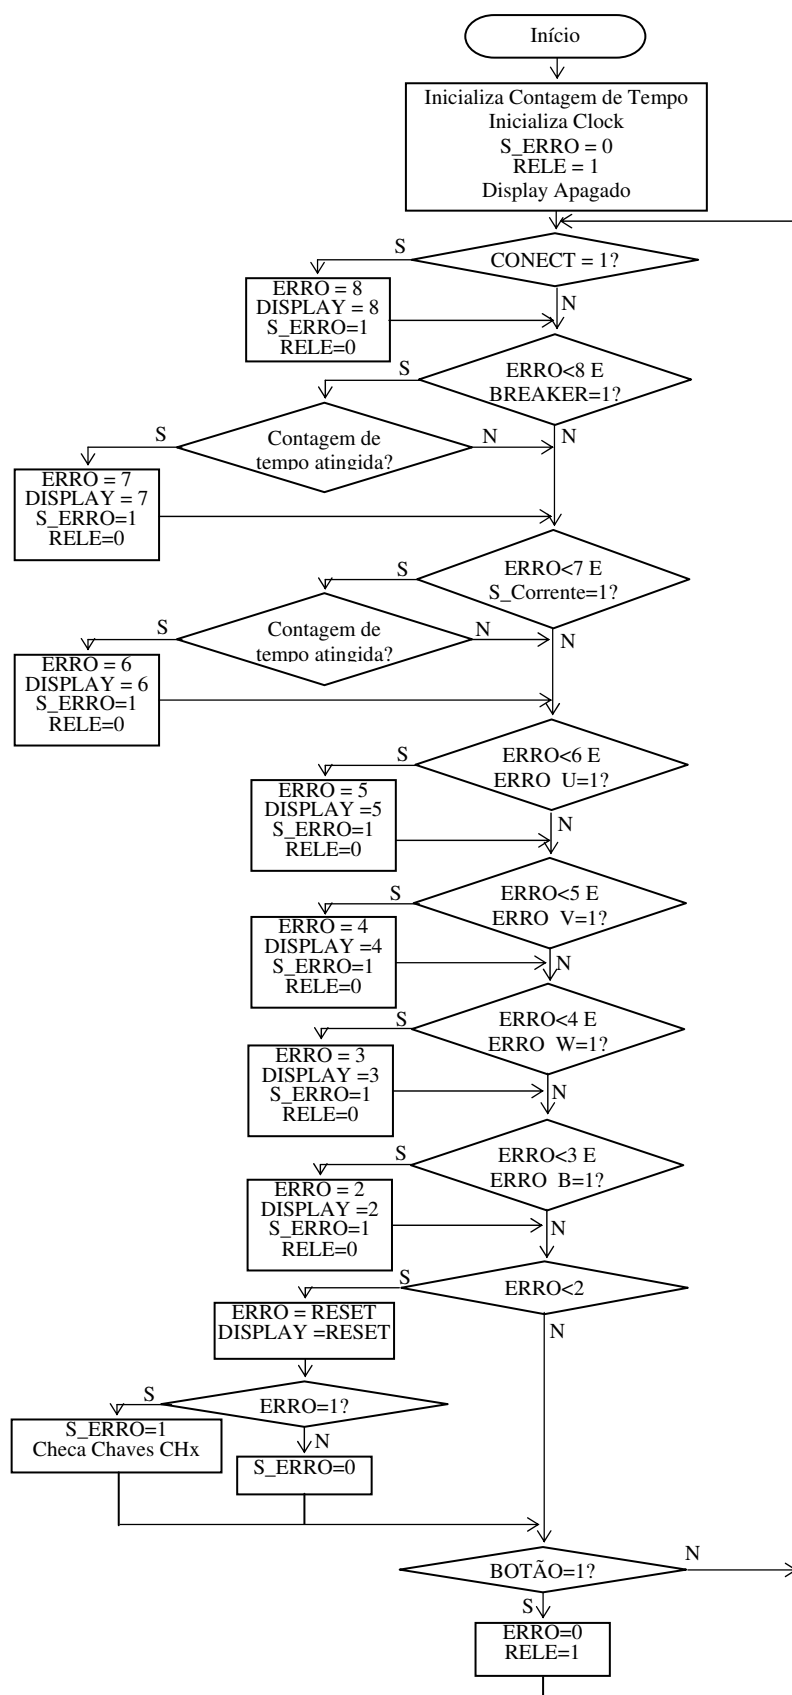 Início
Inicializa Contagem de Tempo
Inicializa Clock
S_ERRO = 0
RELE = 1
Display Apagado
S
CONECT = 1?
N
ERRO = 8
DISPLAY = 8
S_ERRO=1
RELE=0
S
ERRO<8 E
BREAKER=1?
N
S
Contagem de
tempo atingida?
N
ERRO = 7
DISPLAY = 7
S_ERRO=1
RELE=0
S
ERRO<7 E
S_Corrente=1?
N
S
Contagem de
tempo atingida?
N
ERRO = 6
DISPLAY = 6
S_ERRO=1
RELE=0
S
ERRO<6 E
ERRO U=1?
N
ERRO = 5
DISPLAY =5
S_ERRO=1
RELE=0
S
ERRO<5 E
ERRO V=1?
N
ERRO = 4
DISPLAY =4
S_ERRO=1
RELE=0
S
ERRO<4 E
ERRO W=1?
N
ERRO = 3
DISPLAY =3
S_ERRO=1
RELE=0
S
ERRO<3 E
ERRO B=1?
N
ERRO = 2
DISPLAY =2
S_ERRO=1
RELE=0
S
ERRO<2
N
ERRO = RESET
DISPLAY =RESET
S
ERRO=1?
N
S_ERRO=1
Checa Chaves CHx
S_ERRO=0
BOTÃO=1?
N
S
ERRO=0
RELE=1